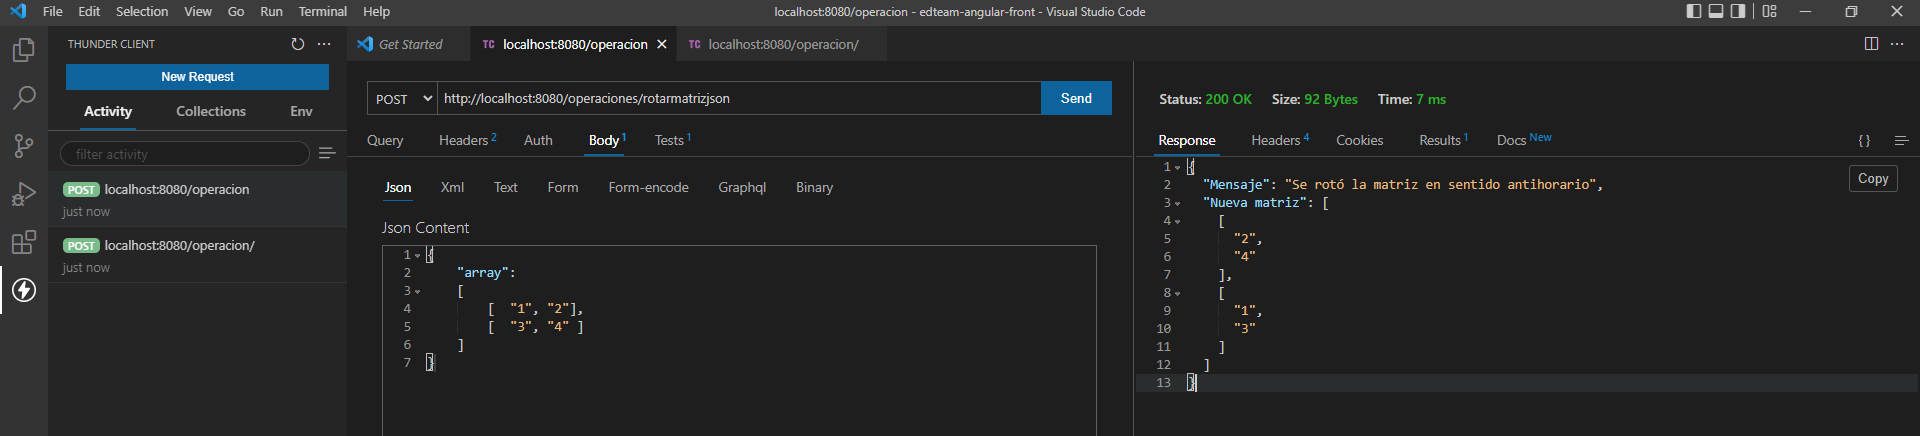 File Edit Selection View Go Run Terminal Help
localhost:8080/operacion - edteam-angular-front - Visual Studio Code
THUNDER CLIENT
New Request
Activity Collections Env
filter activity
POST localhost:8080/operacion
just now
POST localhost:8080/operacion/
just now
Get Started
TC localhost:8080/operacion
TC localhost:8080/operacion/
POST http://localhost:8080/operaciones/rotarmatrizjson Send
Query Headers 2 Auth Body 1 Tests 1
Json Xml Text Form Form-encode Graphql Binary
Json Content
1 {
2 "array":
3 [
4 [ "1", "2"],
5 [ "3", "4" ]
6 ]
7 }
Status: 200 OK Size: 92 Bytes Time: 7 ms
Response Headers 4 Cookies Results 1 Docs New { }
Copy
1 {
2 "Mensaje": "Se rotó la matriz en sentido antihorario",
3 "Nueva matriz": [
4 [
5 "2",
6 "4"
7 ],
8 [
9 "1",
10 "3"
11 ]
12 ]
13 }